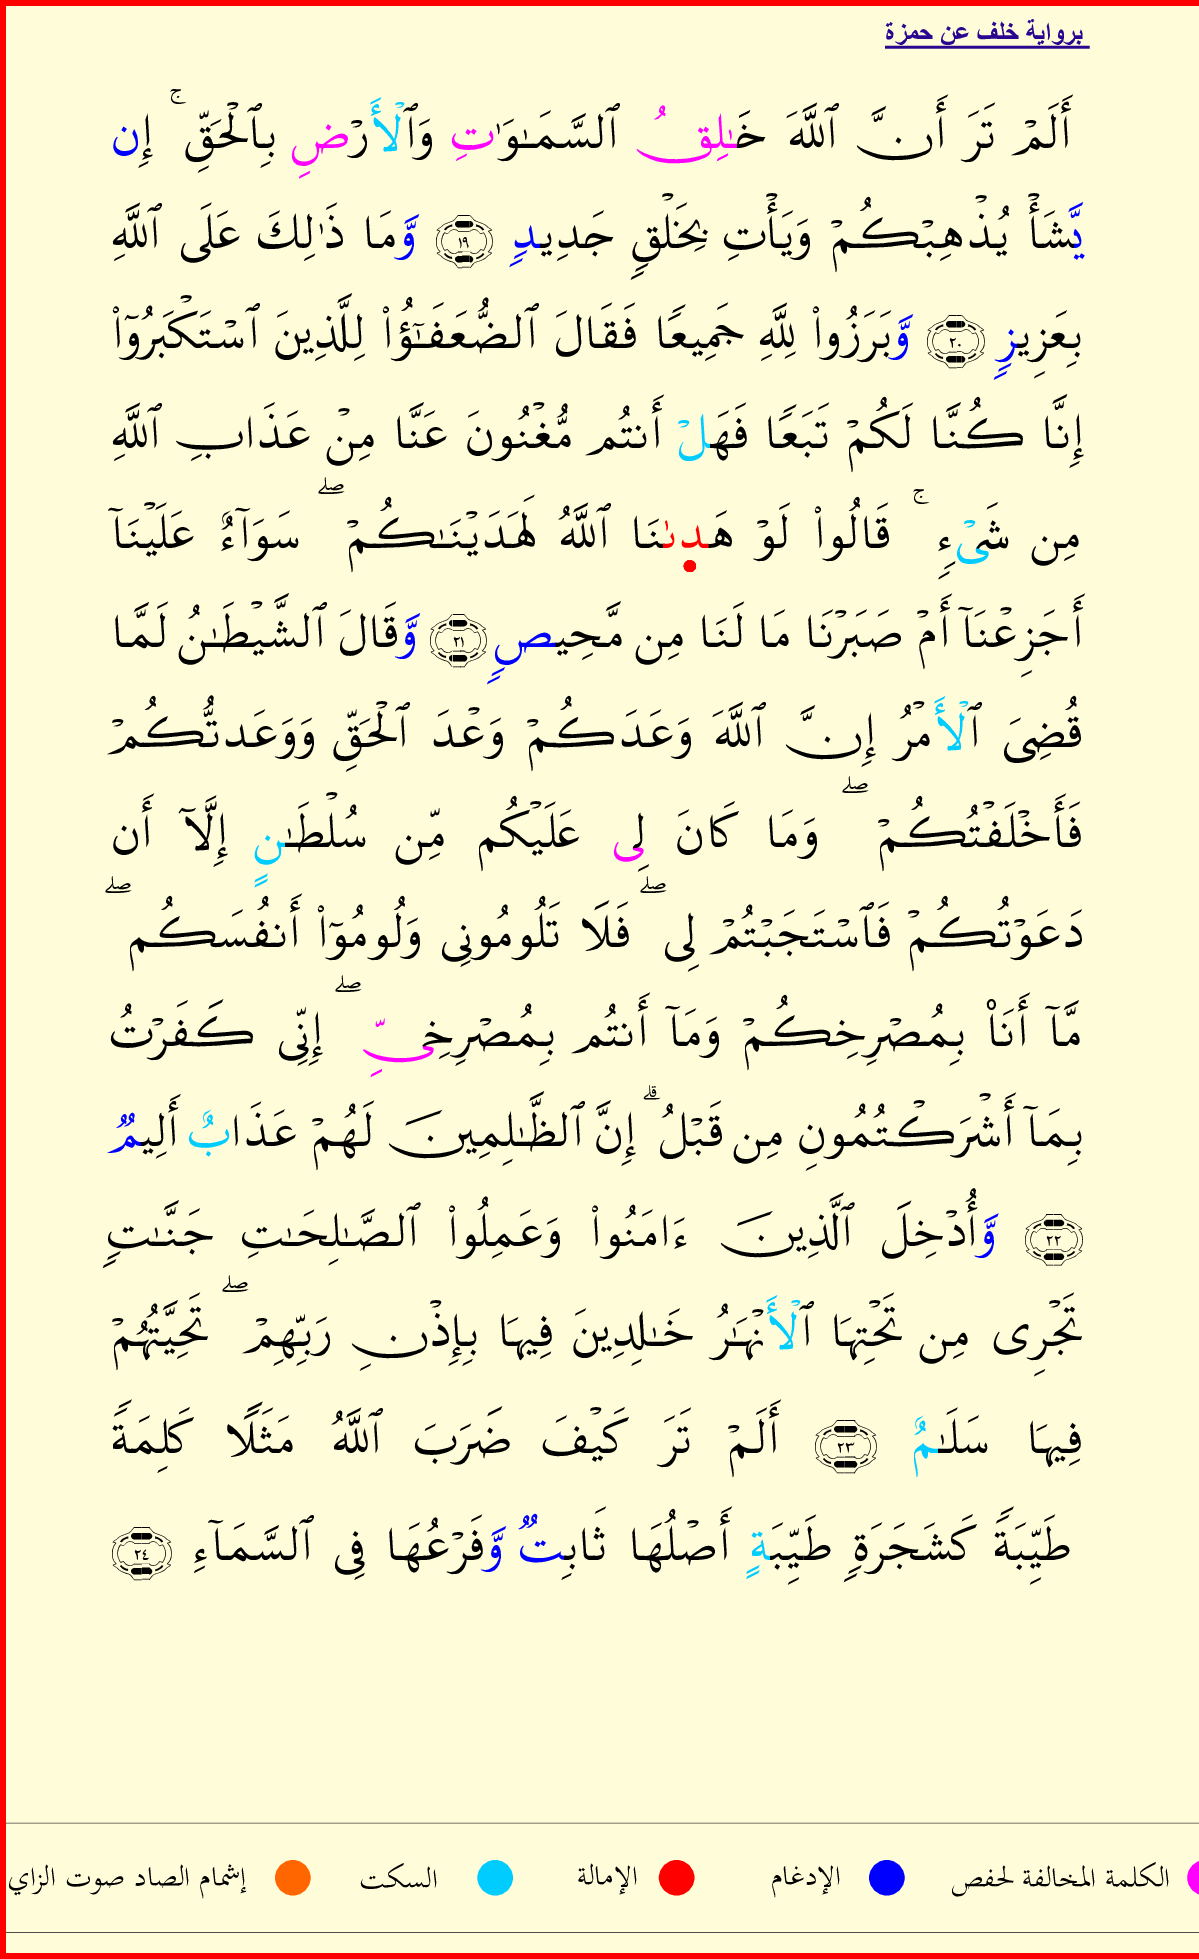 برواية خلف عن حمزة
أَلَمْ تَرَ أَنَّ ٱللَّهَ خَـٰلِقُ ٱلسَّمَـٰوَٰتِ وَٱلْأَرْضِ بِٱلْحَقِّ ۚ إِن
يَّشَأْ يُذْهِبْكُمْ وَيَأْتِ بِخَلْقٍ جَدِيدٍ ١٩ وَّمَا ذَٰلِكَ عَلَى ٱللَّهِ
بِعَزِيزٍ ٢٠ وَّبَرَزُوا۟ لِلَّهِ جَمِيعًا فَقَالَ ٱلضُّعَفَـٰٓؤُا۟ لِلَّذِينَ ٱسْتَكْبَرُوٓا۟
إِنَّا كُنَّا لَكُمْ تَبَعًا فَهَلْ أَنتُم مُّغْنُونَ عَنَّا مِنْ عَذَابِ ٱللَّهِ
مِن شَىْءٍ ۚ قَالُوا۟ لَوْ هَدىٰنَا ٱللَّهُ لَهَدَيْنَـٰكُمْ ۖ سَوَآءٌ عَلَيْنَآ
أَجَزِعْنَآ أَمْ صَبَرْنَا مَا لَنَا مِن مَّحِيصٍ ٢١ وَّقَالَ ٱلشَّيْطَـٰنُ لَمَّا
قُضِىَ ٱلْأَمْرُ إِنَّ ٱللَّهَ وَعَدَكُمْ وَعْدَ ٱلْحَقِّ وَوَعَدتُّكُمْ
فَأَخْلَفْتُكُمْ ۖ وَمَا كَانَ لِى عَلَيْكُم مِّن سُلْطَـٰنٍ إِلَّآ أَن
دَعَوْتُكُمْ فَٱسْتَجَبْتُمْ لِى ۖ فَلَا تَلُومُونِى وَلُومُوٓا۟ أَنفُسَكُم ۖ
مَّآ أَنَا۠ بِمُصْرِخِكُمْ وَمَآ أَنتُم بِمُصْرِخِىِّ ۖ إِنِّى كَفَرْتُ
بِمَآ أَشْرَكْتُمُونِ مِن قَبْلُ ۗ إِنَّ ٱلظَّـٰلِمِينَ لَهُمْ عَذَابٌ أَلِيمٌ
٢٢ وَّأُدْخِلَ ٱلَّذِينَ ءَامَنُوا۟ وَعَمِلُوا۟ ٱلصَّـٰلِحَـٰتِ جَنَّـٰتٍ
تَجْرِى مِن تَحْتِهَا ٱلْأَنْهَـٰرُ خَـٰلِدِينَ فِيهَا بِإِذْنِ رَبِّهِمْ ۖ تَحِيَّتُهُمْ
فِيهَا سَلَـٰمٌ ٢٣ أَلَمْ تَرَ كَيْفَ ضَرَبَ ٱللَّهُ مَثَلًا كَلِمَةً
طَيِّبَةً كَشَجَرَةٍ طَيِّبَةٍ أَصْلُهَا ثَابِتٌ وَّفَرْعُهَا فِى ٱلسَّمَآءِ ٢٤
الكلمة المخالفة لحفص الإدغام الإمالة السكت إشمام الصاد صوت الزاي